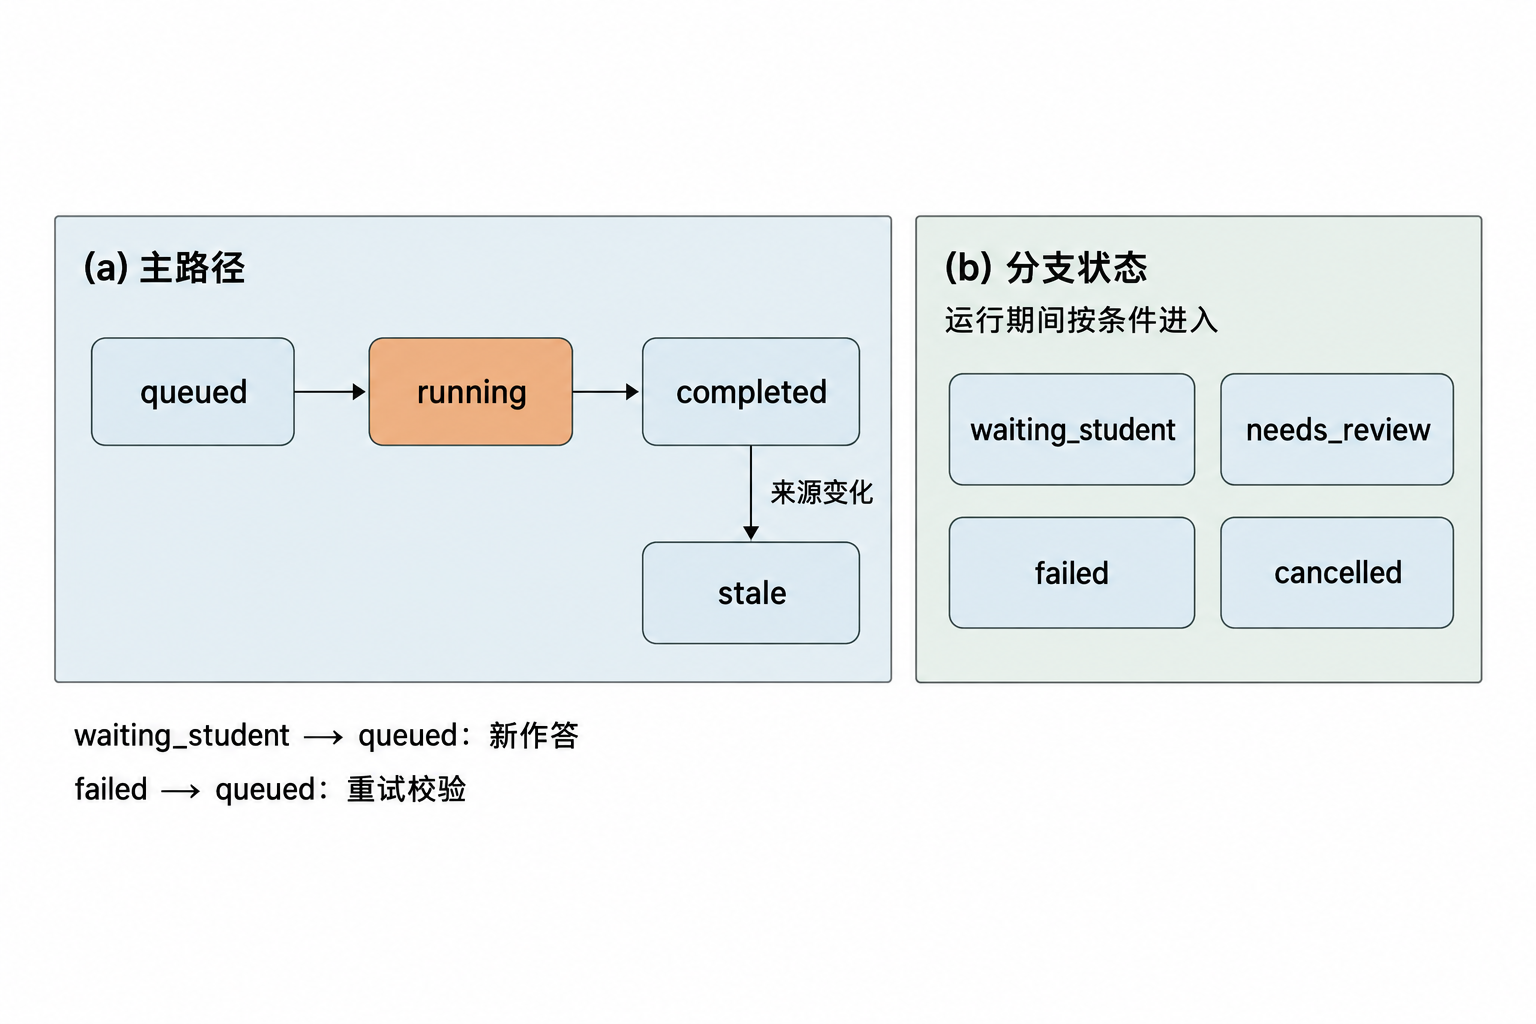 (a) 主路径
queued
running
completed
来源变化
stale
(b) 分支状态
运行期间按条件进入
waiting_student
needs_review
failed
cancelled
waiting_student → queued：新作答
failed → queued：重试校验